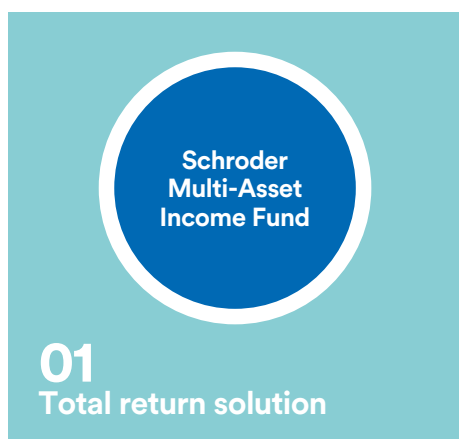 Schroder
Multi-Asset
Income Fund
01
Total return solution